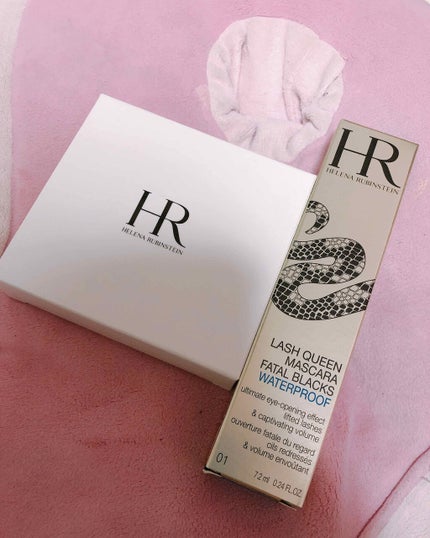 HR
HELENA RUBINSTEIN
HR
HELENA RUBINSTEIN
LASH QUEEN
MASCARA
FATAL BLACKS
WATERPROOF
ultimate eye-opening effect
lifted lashes
& captivating volume
ouverture fatale du regard
cils redressés
& volume envoûtant
01
7.2 ml 0.24 FL.OZ.